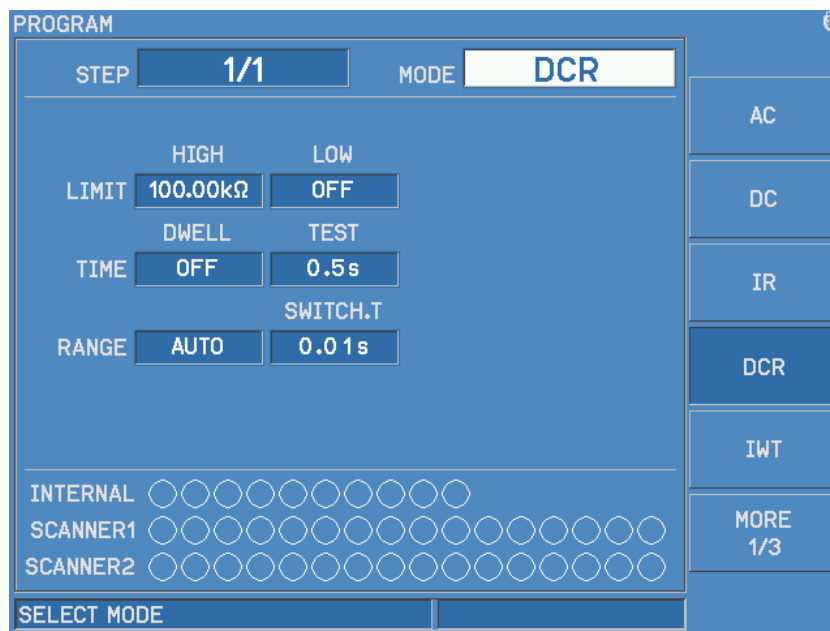 PROGRAM
STEP 1/1 MODE DCR
HIGH LOW
LIMIT 100.00kΩ OFF
DWELL TEST
TIME OFF 0.5s
SWITCH.T
RANGE AUTO 0.01s
INTERNAL
SCANNER1
SCANNER2
SELECT MODE
AC
DC
IR
DCR
IWT
MORE
1/3